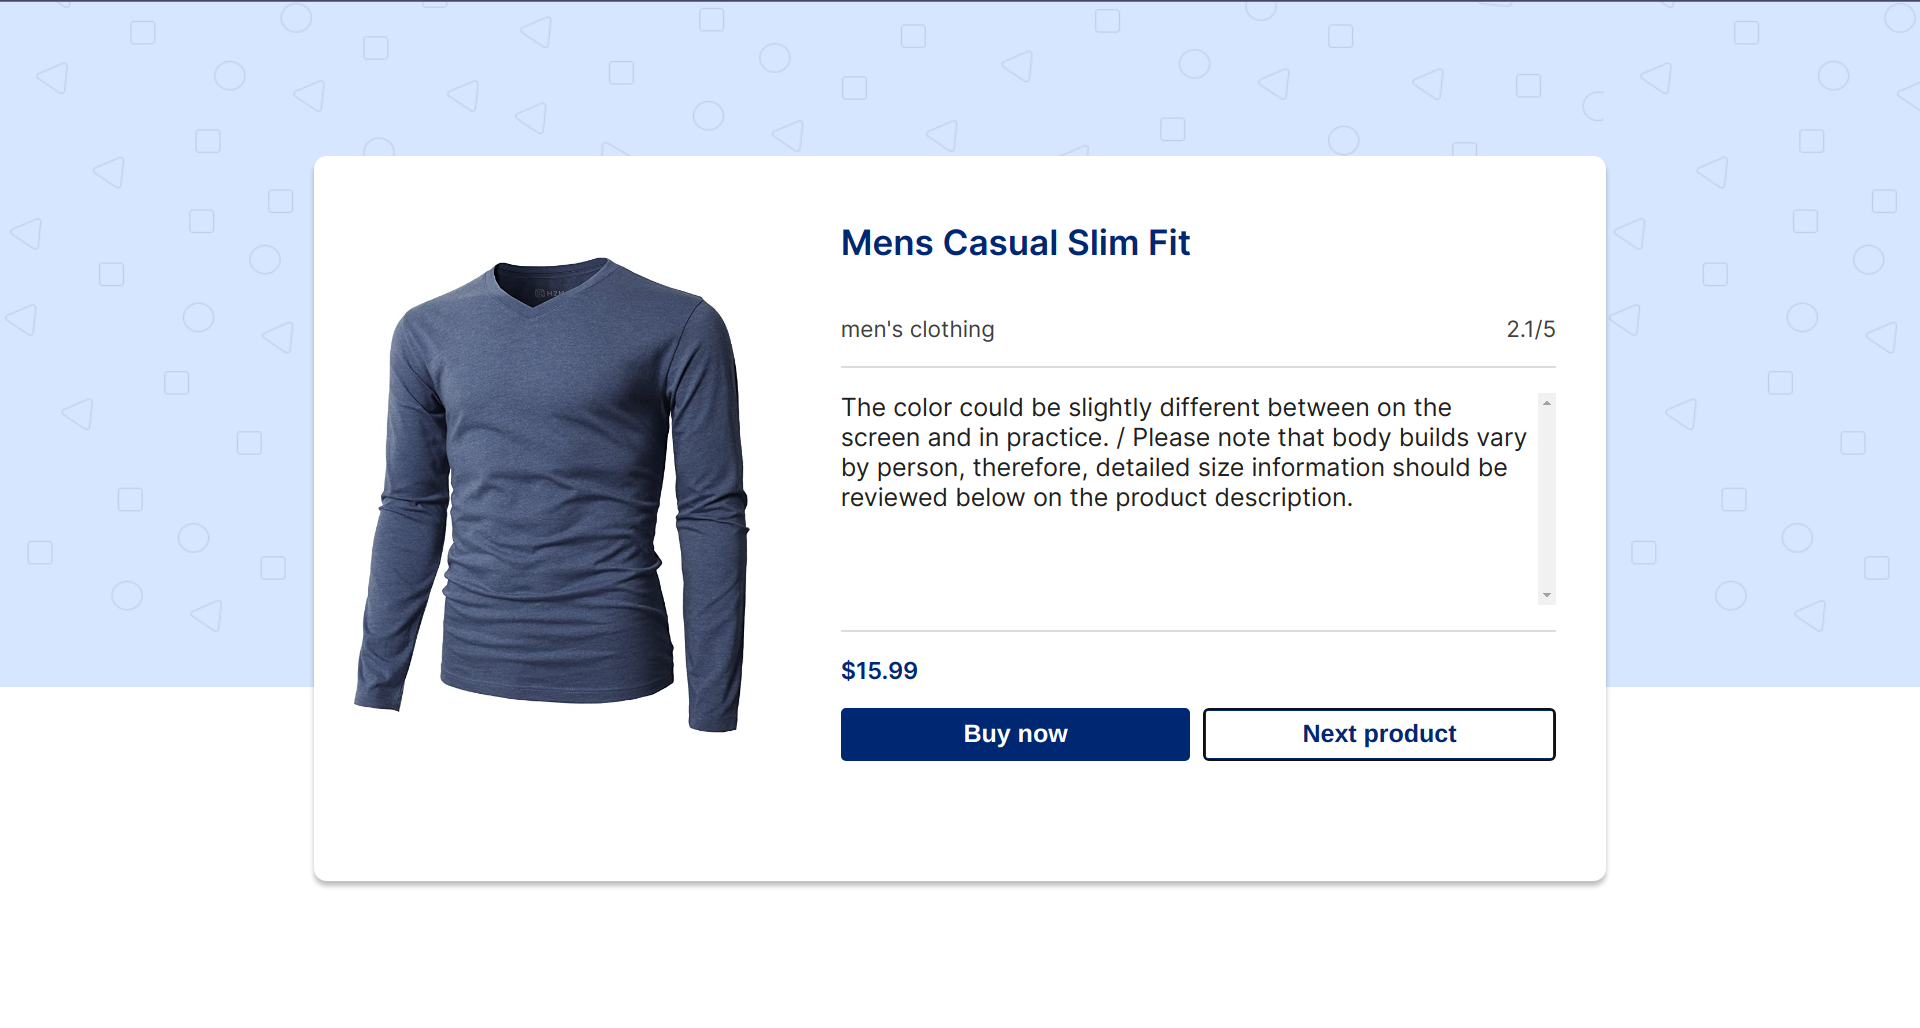 Mens Casual Slim Fit
men's clothing 2.1/5
The color could be slightly different between on the
screen and in practice. / Please note that body builds vary
by person, therefore, detailed size information should be
reviewed below on the product description.
$15.99
Buy now Next product